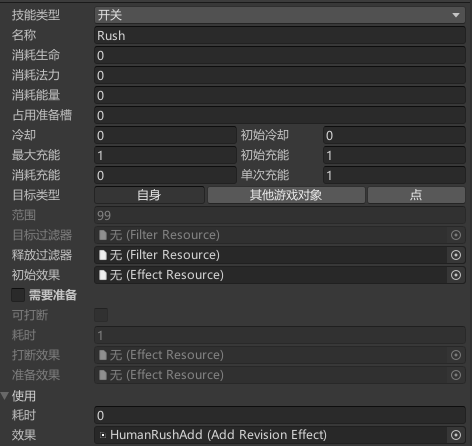 技能类型 开关
名称 Rush
消耗生命 0
消耗法力 0
消耗能量 0
占用准备槽 0
冷却 0 初始冷却 0
最大充能 1 初始充能 1
消耗充能 0 单次充能 1
目标类型 自身 其他游戏对象 点
范围 99
目标过滤器 无 (Filter Resource)
释放过滤器 无 (Filter Resource)
初始效果 无 (Effect Resource)
需要准备
可打断
耗时 1
打断效果 无 (Effect Resource)
准备效果 无 (Effect Resource)
使用
耗时 0
效果 HumanRushAdd (Add Revision Effect)